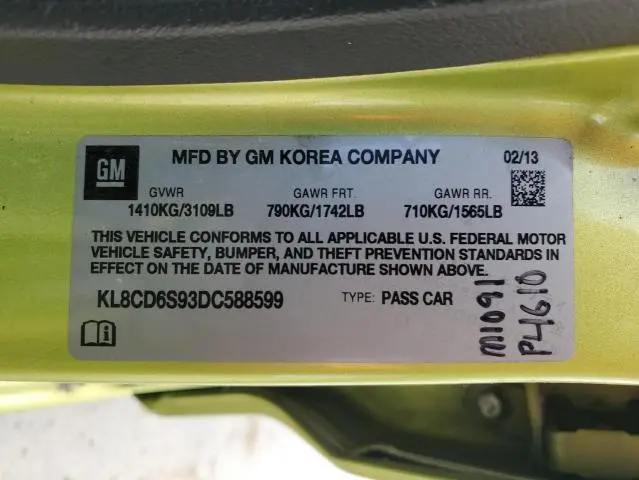 GM
MFD BY GM KOREA COMPANY 02/13
GVWR GAWR FRT. GAWR RR.
1410KG/3109LB 790KG/1742LB 710KG/1565LB
THIS VEHICLE CONFORMS TO ALL APPLICABLE U.S. FEDERAL MOTOR
VEHICLE SAFETY, BUMPER, AND THEFT PREVENTION STANDARDS IN
EFFECT ON THE DATE OF MANUFACTURE SHOWN ABOVE.
KL8CD6S93DC588599 TYPE: PASS CAR
M1091
P4610